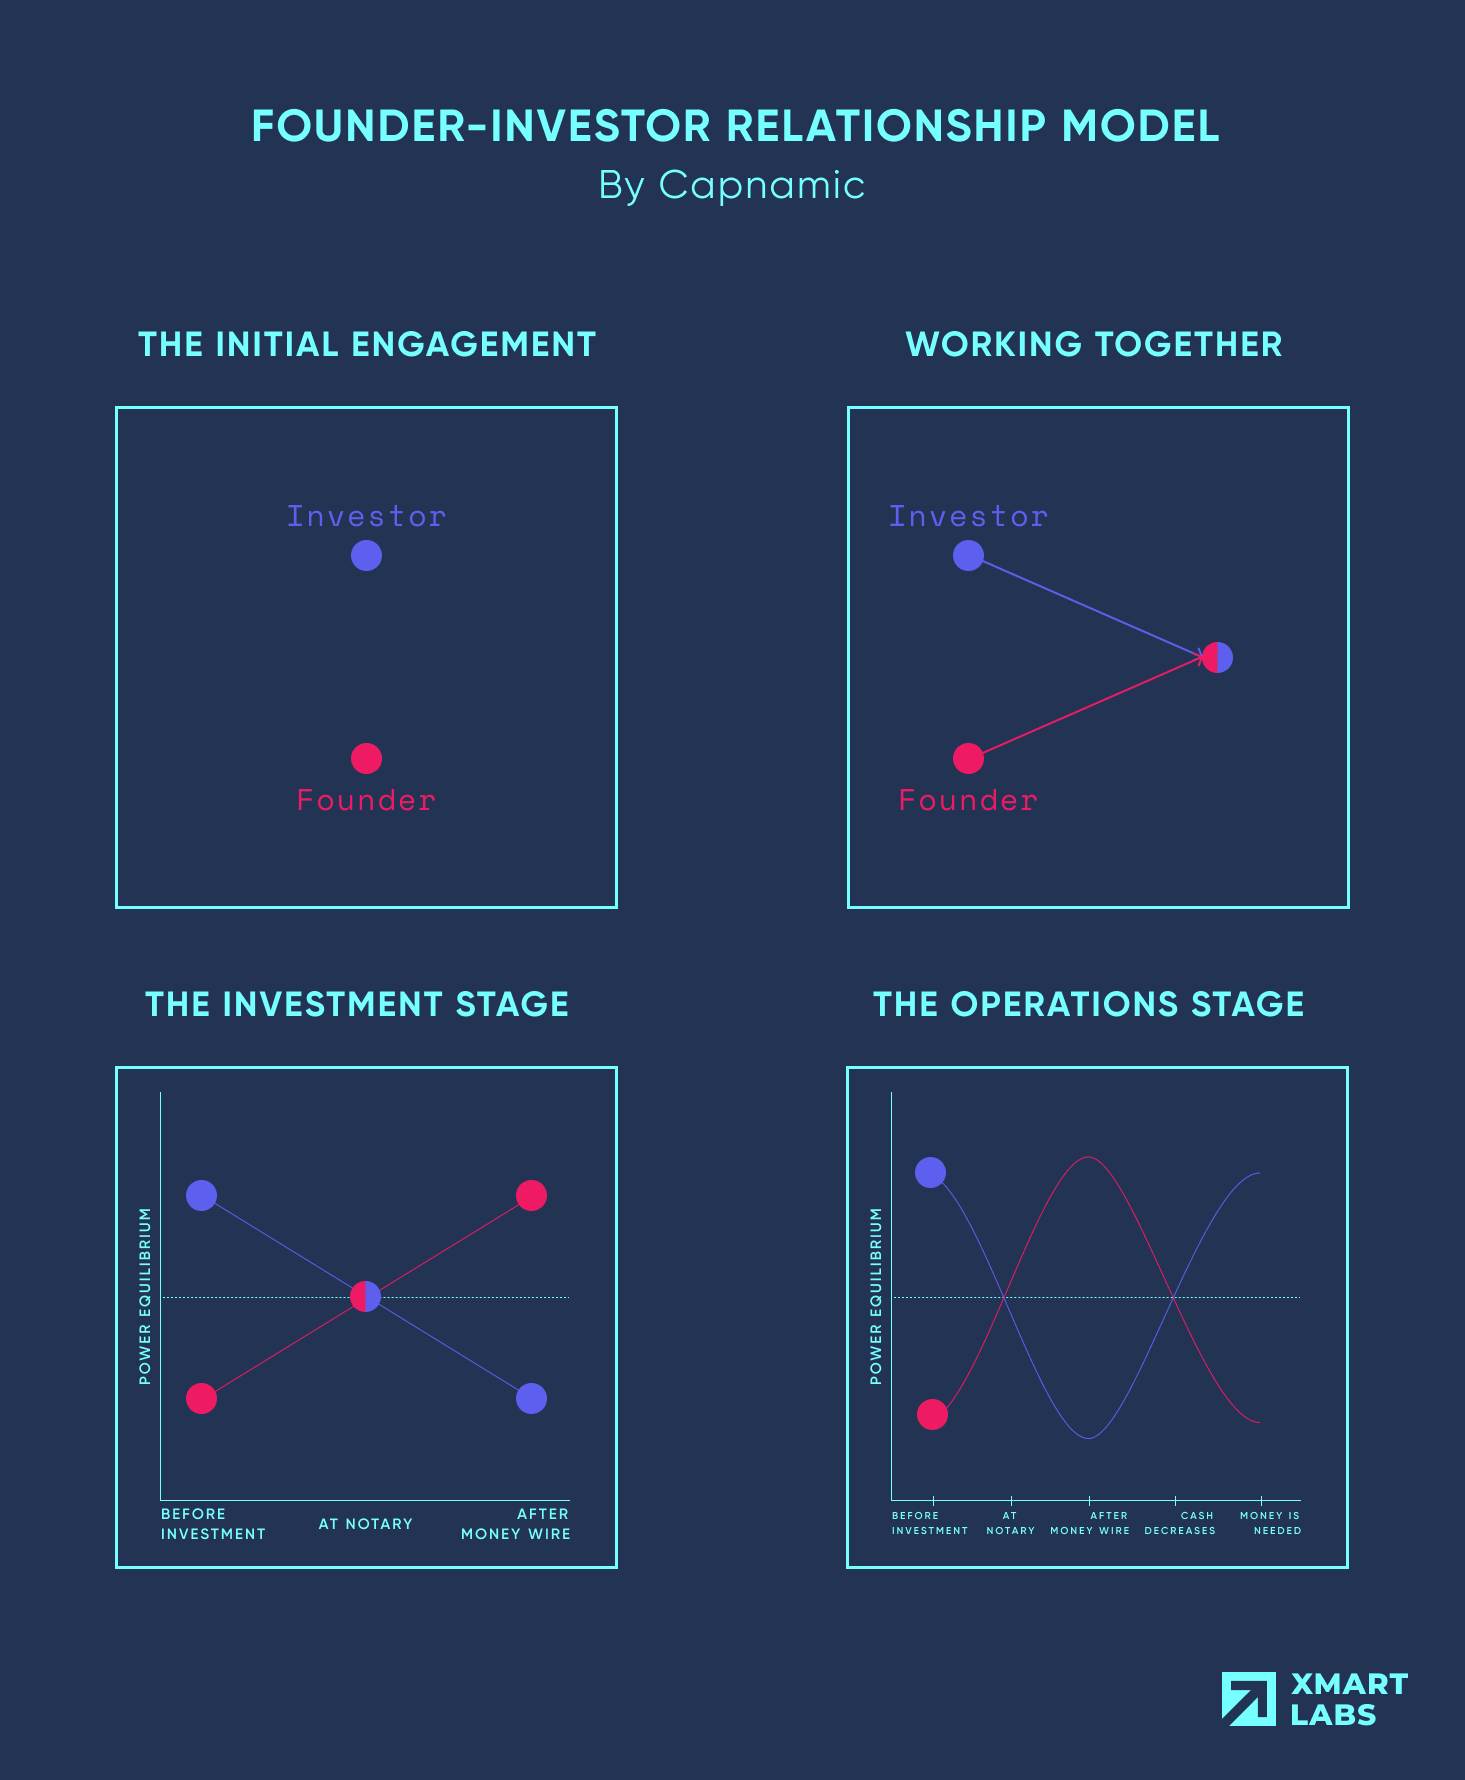 FOUNDER-INVESTOR RELATIONSHIP MODEL
By Capnamic
THE INITIAL ENGAGEMENT
Investor
Founder
WORKING TOGETHER
Investor
Founder
THE INVESTMENT STAGE
POWER EQUILIBRIUM
BEFORE
INVESTMENT
AT NOTARY
AFTER
MONEY WIRE
THE OPERATIONS STAGE
POWER EQUILIBRIUM
BEFORE
INVESTMENT
AT
NOTARY
AFTER
MONEY WIRE
CASH
DECREASES
MONEY IS
NEEDED
XMART
LABS